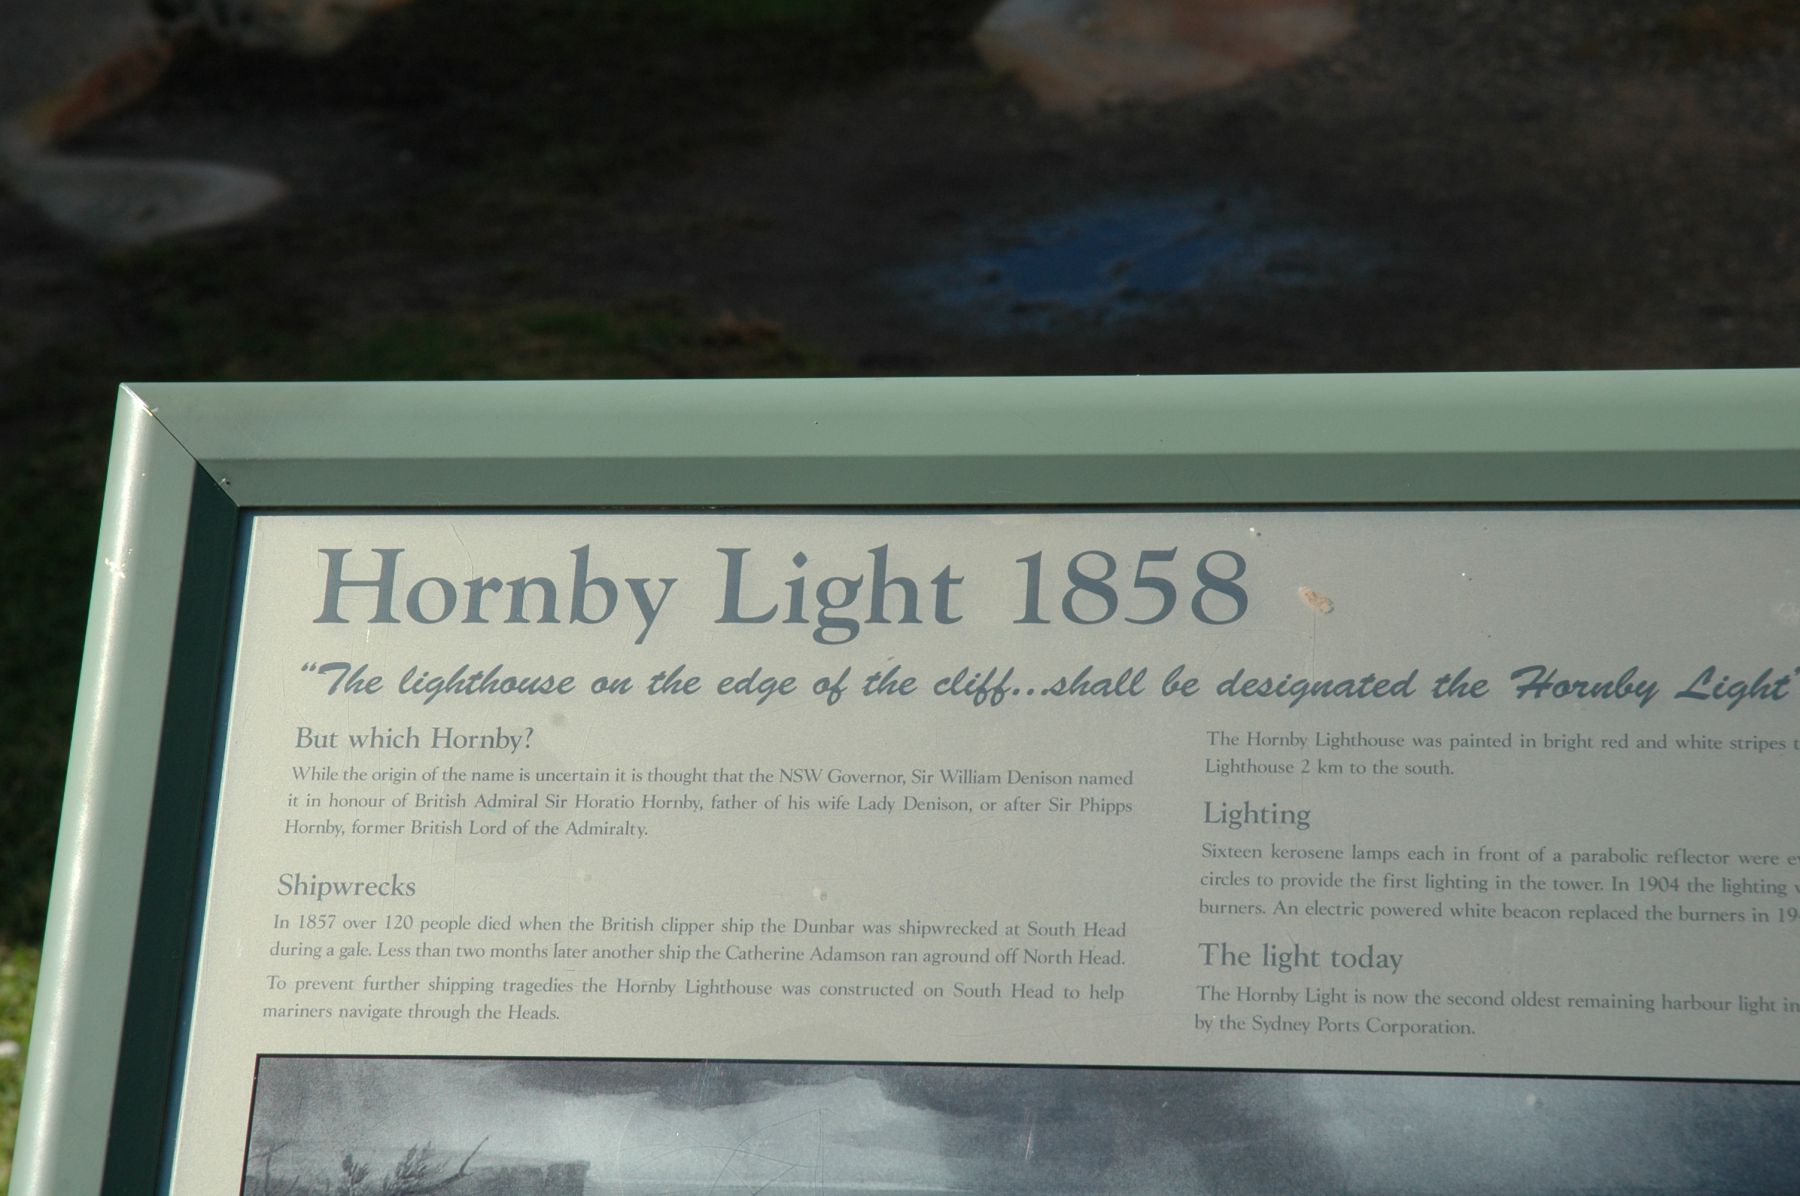 Hornby Light 1858
"The lighthouse on the edge of the cliff...shall be designated the Hornby Light"
But which Hornby?
While the origin of the name is uncertain it is thought that the NSW Governor, Sir William Denison named
it in honour of British Admiral Sir Horatio Hornby, father of his wife Lady Denison, or after Sir Phipps
Hornby, former British Lord of the Admiralty.
Shipwrecks
In 1857 over 120 people died when the British clipper ship the Dunbar was shipwrecked at South Head
during a gale. Less than two months later another ship the Catherine Adamson ran aground off North Head.
To prevent further shipping tragedies the Hornby Lighthouse was constructed on South Head to help
mariners navigate through the Heads.
The Hornby Lighthouse was painted in bright red and white stripes
Lighthouse 2 km to the south.
Lighting
Sixteen kerosene lamps each in front of a parabolic reflector were
circles to provide the first lighting in the tower. In 1904 the lighting
burners. An electric powered white beacon replaced the burners in
The light today
The Hornby Light is now the second oldest remaining harbour light in
by the Sydney Ports Corporation.